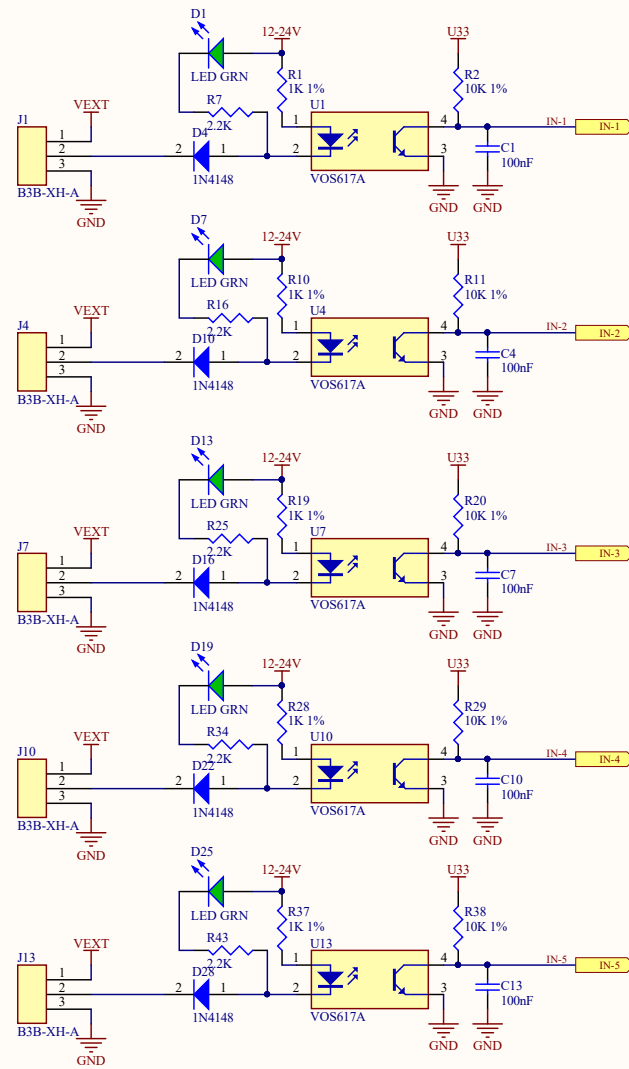 D1
12-24V
U33
LED GRN
R1
1K 1%
R2
10K 1%
VEXT
R7
2.2K
U1
J1
1
2
3
D4
2
1
1
2
4
3
IN-1
IN-1
C1
100nF
1N4148
VOS617A
B3B-XH-A
GND
GND
GND
D7
12-24V
U33
LED GRN
R10
1K 1%
R11
10K 1%
VEXT
R16
2.2K
U4
J4
1
2
3
D10
2
1
1
2
4
3
IN-2
IN-2
C4
100nF
1N4148
VOS617A
B3B-XH-A
GND
GND
GND
D13
12-24V
U33
LED GRN
R19
1K 1%
R20
10K 1%
VEXT
R25
2.2K
U7
J7
1
2
3
D16
2
1
1
2
4
3
IN-3
IN-3
C7
100nF
1N4148
VOS617A
B3B-XH-A
GND
GND
GND
D19
12-24V
U33
LED GRN
R28
1K 1%
R29
10K 1%
VEXT
R34
2.2K
U10
J10
1
2
3
D22
2
1
1
2
4
3
IN-4
IN-4
C10
100nF
1N4148
VOS617A
B3B-XH-A
GND
GND
GND
D25
12-24V
U33
LED GRN
R37
1K 1%
R38
10K 1%
VEXT
R43
2.2K
U13
J13
1
2
3
D28
2
1
1
2
4
3
IN-5
IN-5
C13
100nF
1N4148
VOS617A
B3B-XH-A
GND
GND
GND